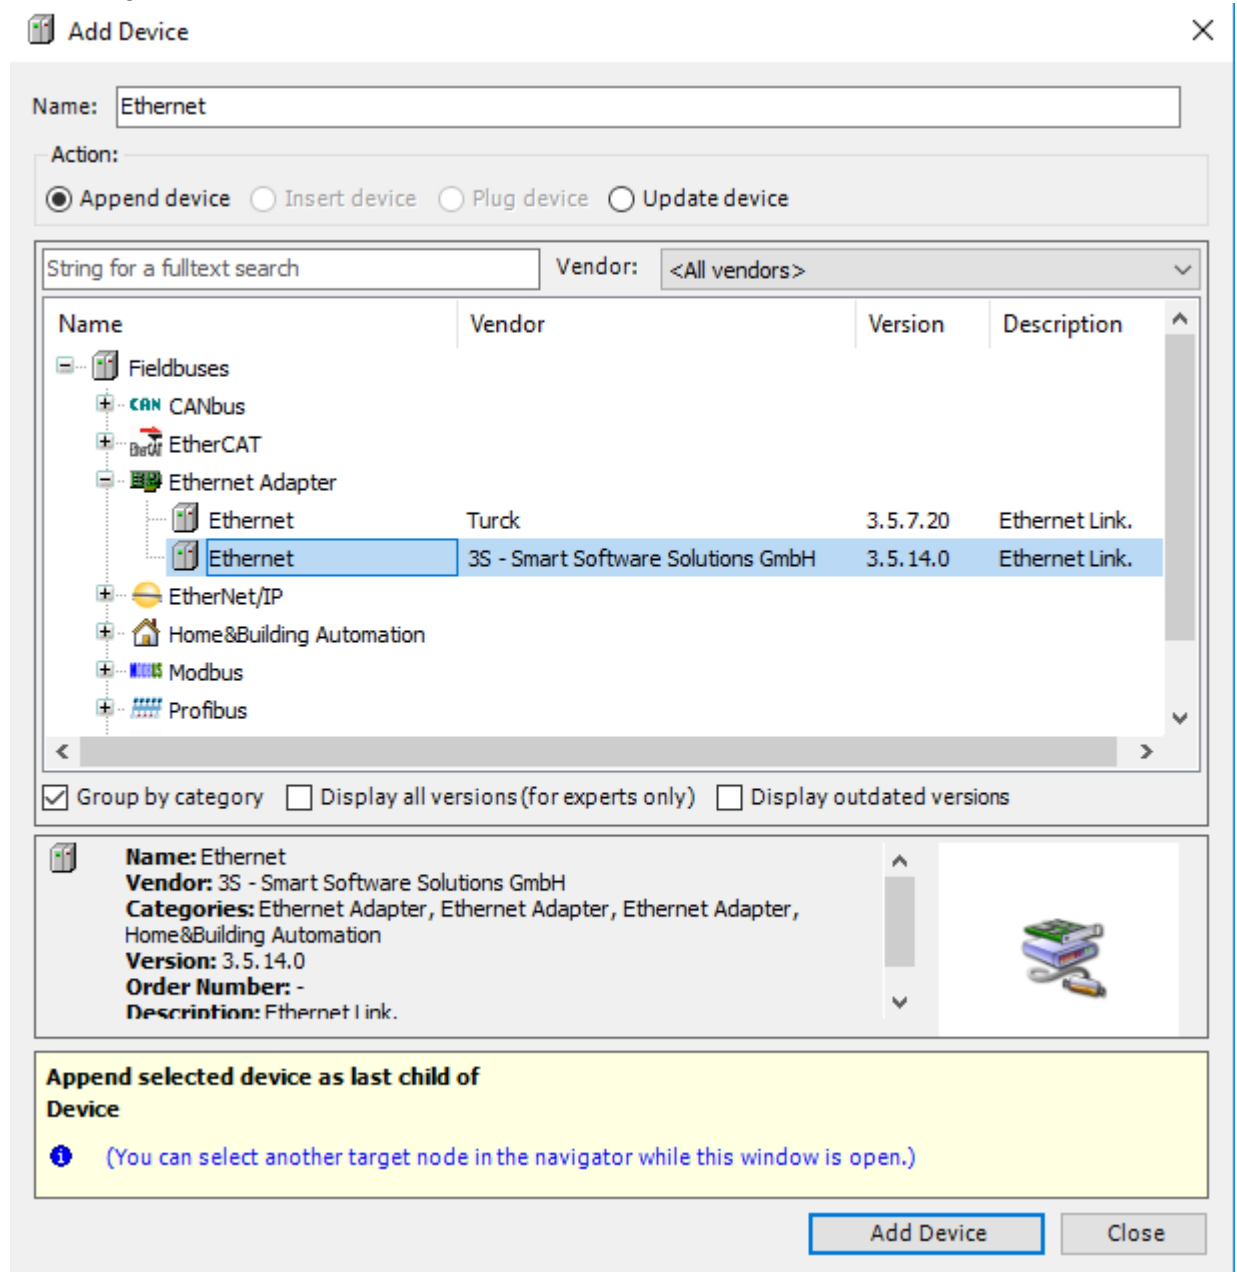 Add Device
Name: Ethernet
Action:
Append device Insert device Plug device Update device
String for a fulltext search Vendor: <All vendors>
Name Vendor Version Description
Fieldbuses
CAN CANbus
EtherCAT EtherCAT
Ethernet Adapter
Ethernet Turck 3.5.7.20 Ethernet Link.
Ethernet 3S - Smart Software Solutions GmbH 3.5.14.0 Ethernet Link.
EtherNet/IP
Home&Building Automation
MODBUS Modbus
Profibus
Group by category Display all versions (for experts only) Display outdated versions
Name: Ethernet
Vendor: 3S - Smart Software Solutions GmbH
Categories: Ethernet Adapter, Ethernet Adapter, Ethernet Adapter,
Home&Building Automation
Version: 3.5.14.0
Order Number: -
Description: Ethernet Link.
Append selected device as last child of
Device
(You can select another target node in the navigator while this window is open.)
Add Device Close